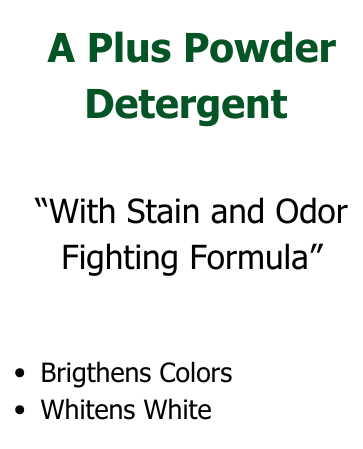 A Plus Powder
Detergent
“With Stain and Odor
Fighting Formula”
• Brigthens Colors
• Whitens White